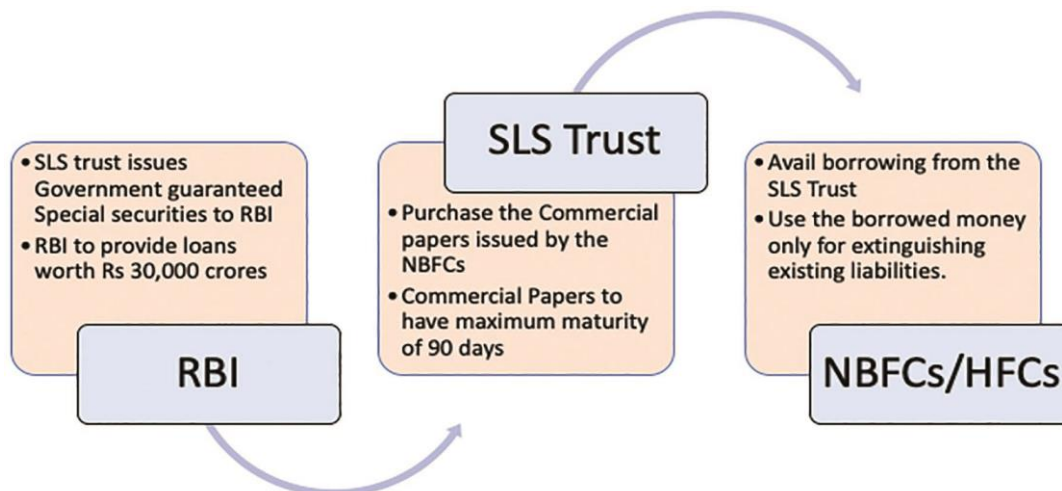 • SLS trust issues
Government guaranteed
Special securities to RBI
• RBI to provide loans
worth Rs 30,000 crores
RBI
SLS Trust
• Purchase the Commercial
papers issued by the
NBFCs
• Commercial Papers to
have maximum maturity
of 90 days
• Avail borrowing from the
SLS Trust
• Use the borrowed money
only for extinguishing
existing liabilities.
NBFCs/HFCs